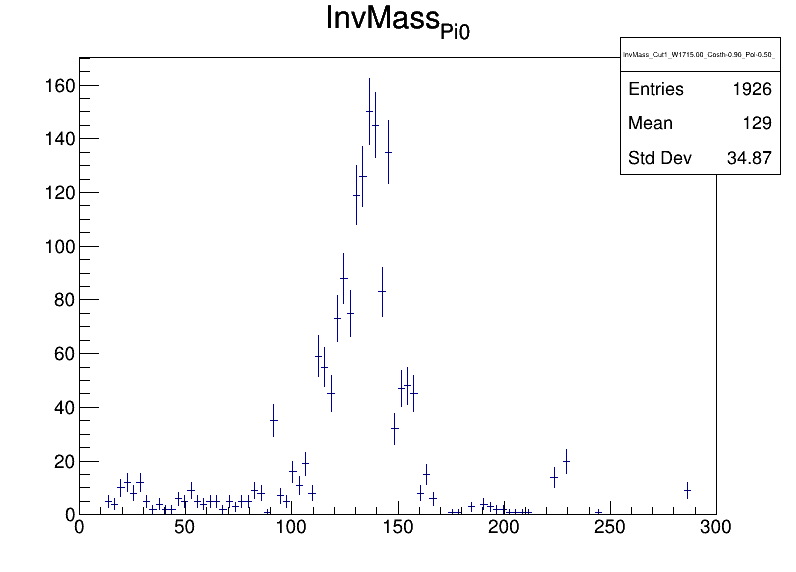 InvMass_Pi0
InvMass_Cut1_W1715.00_Costh-0.90_Pol-0.50_
Entries 1926
Mean 129
Std Dev 34.87
160
140
120
100
80
60
40
20
0
0 50 100 150 200 250 300